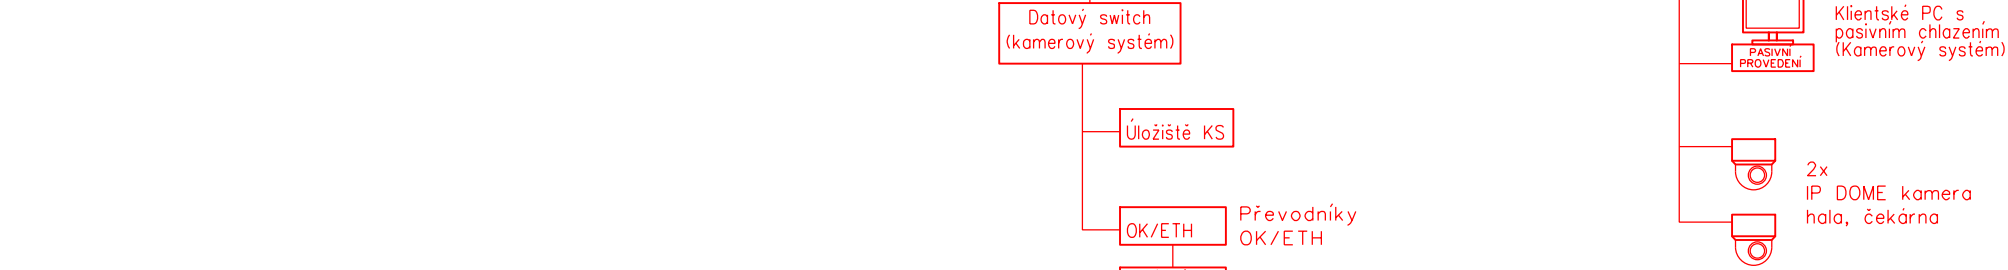 Datový switch
(kamerový systém)
Úložiště KS
OK/ETH
Převodníky
OK/ETH
Klientské PC s
pasivním chlazením
(Kamerový systém)
PASIVNÍ
PROVEDENÍ
2x
IP DOME kamera
hala, čekárna